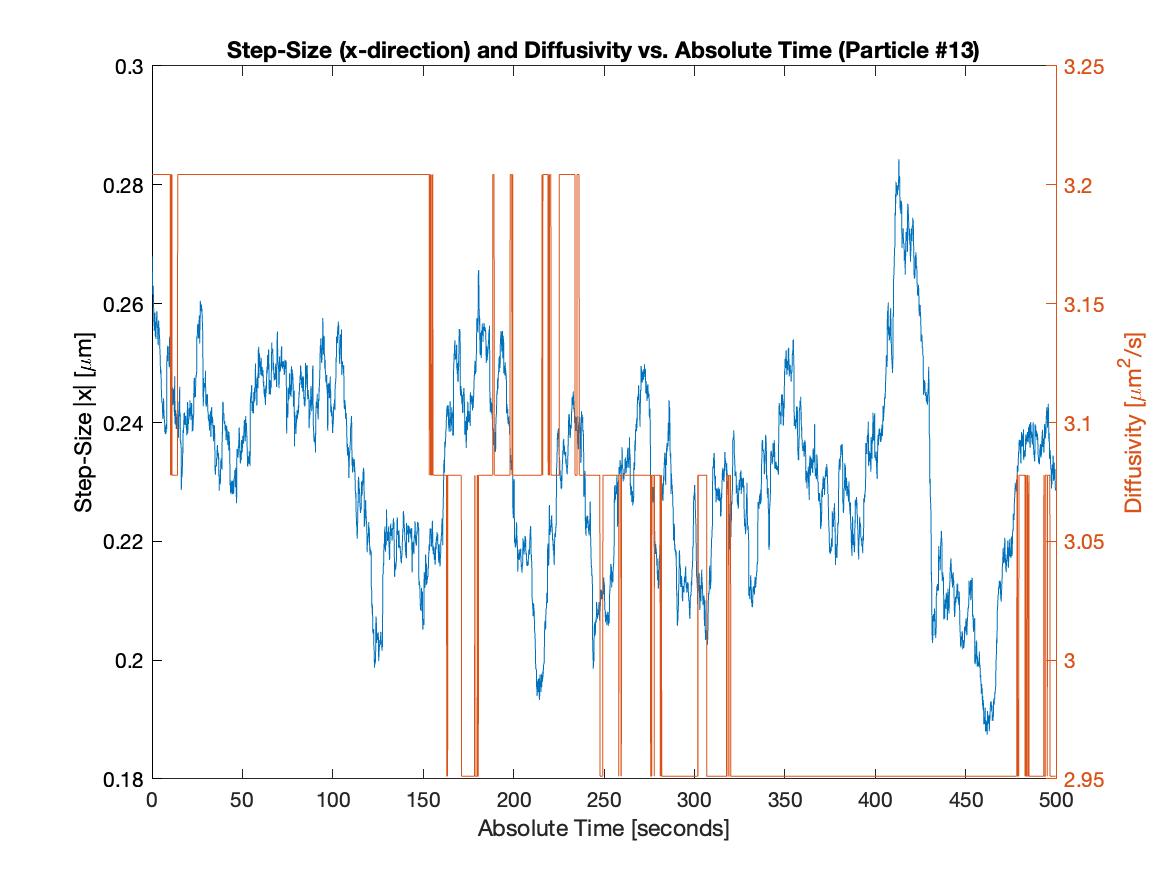 Step-Size (x-direction) and Diffusivity vs. Absolute Time (Particle #13)
0.3
0.28
0.26
0.24
0.22
0.2
0.18
Step-Size |x| [μm]
3.25
3.2
3.15
3.1
3.05
3
2.95
Diffusivity [μm²/s]
0 50 100 150 200 250 300 350 400 450 500
Absolute Time [seconds]